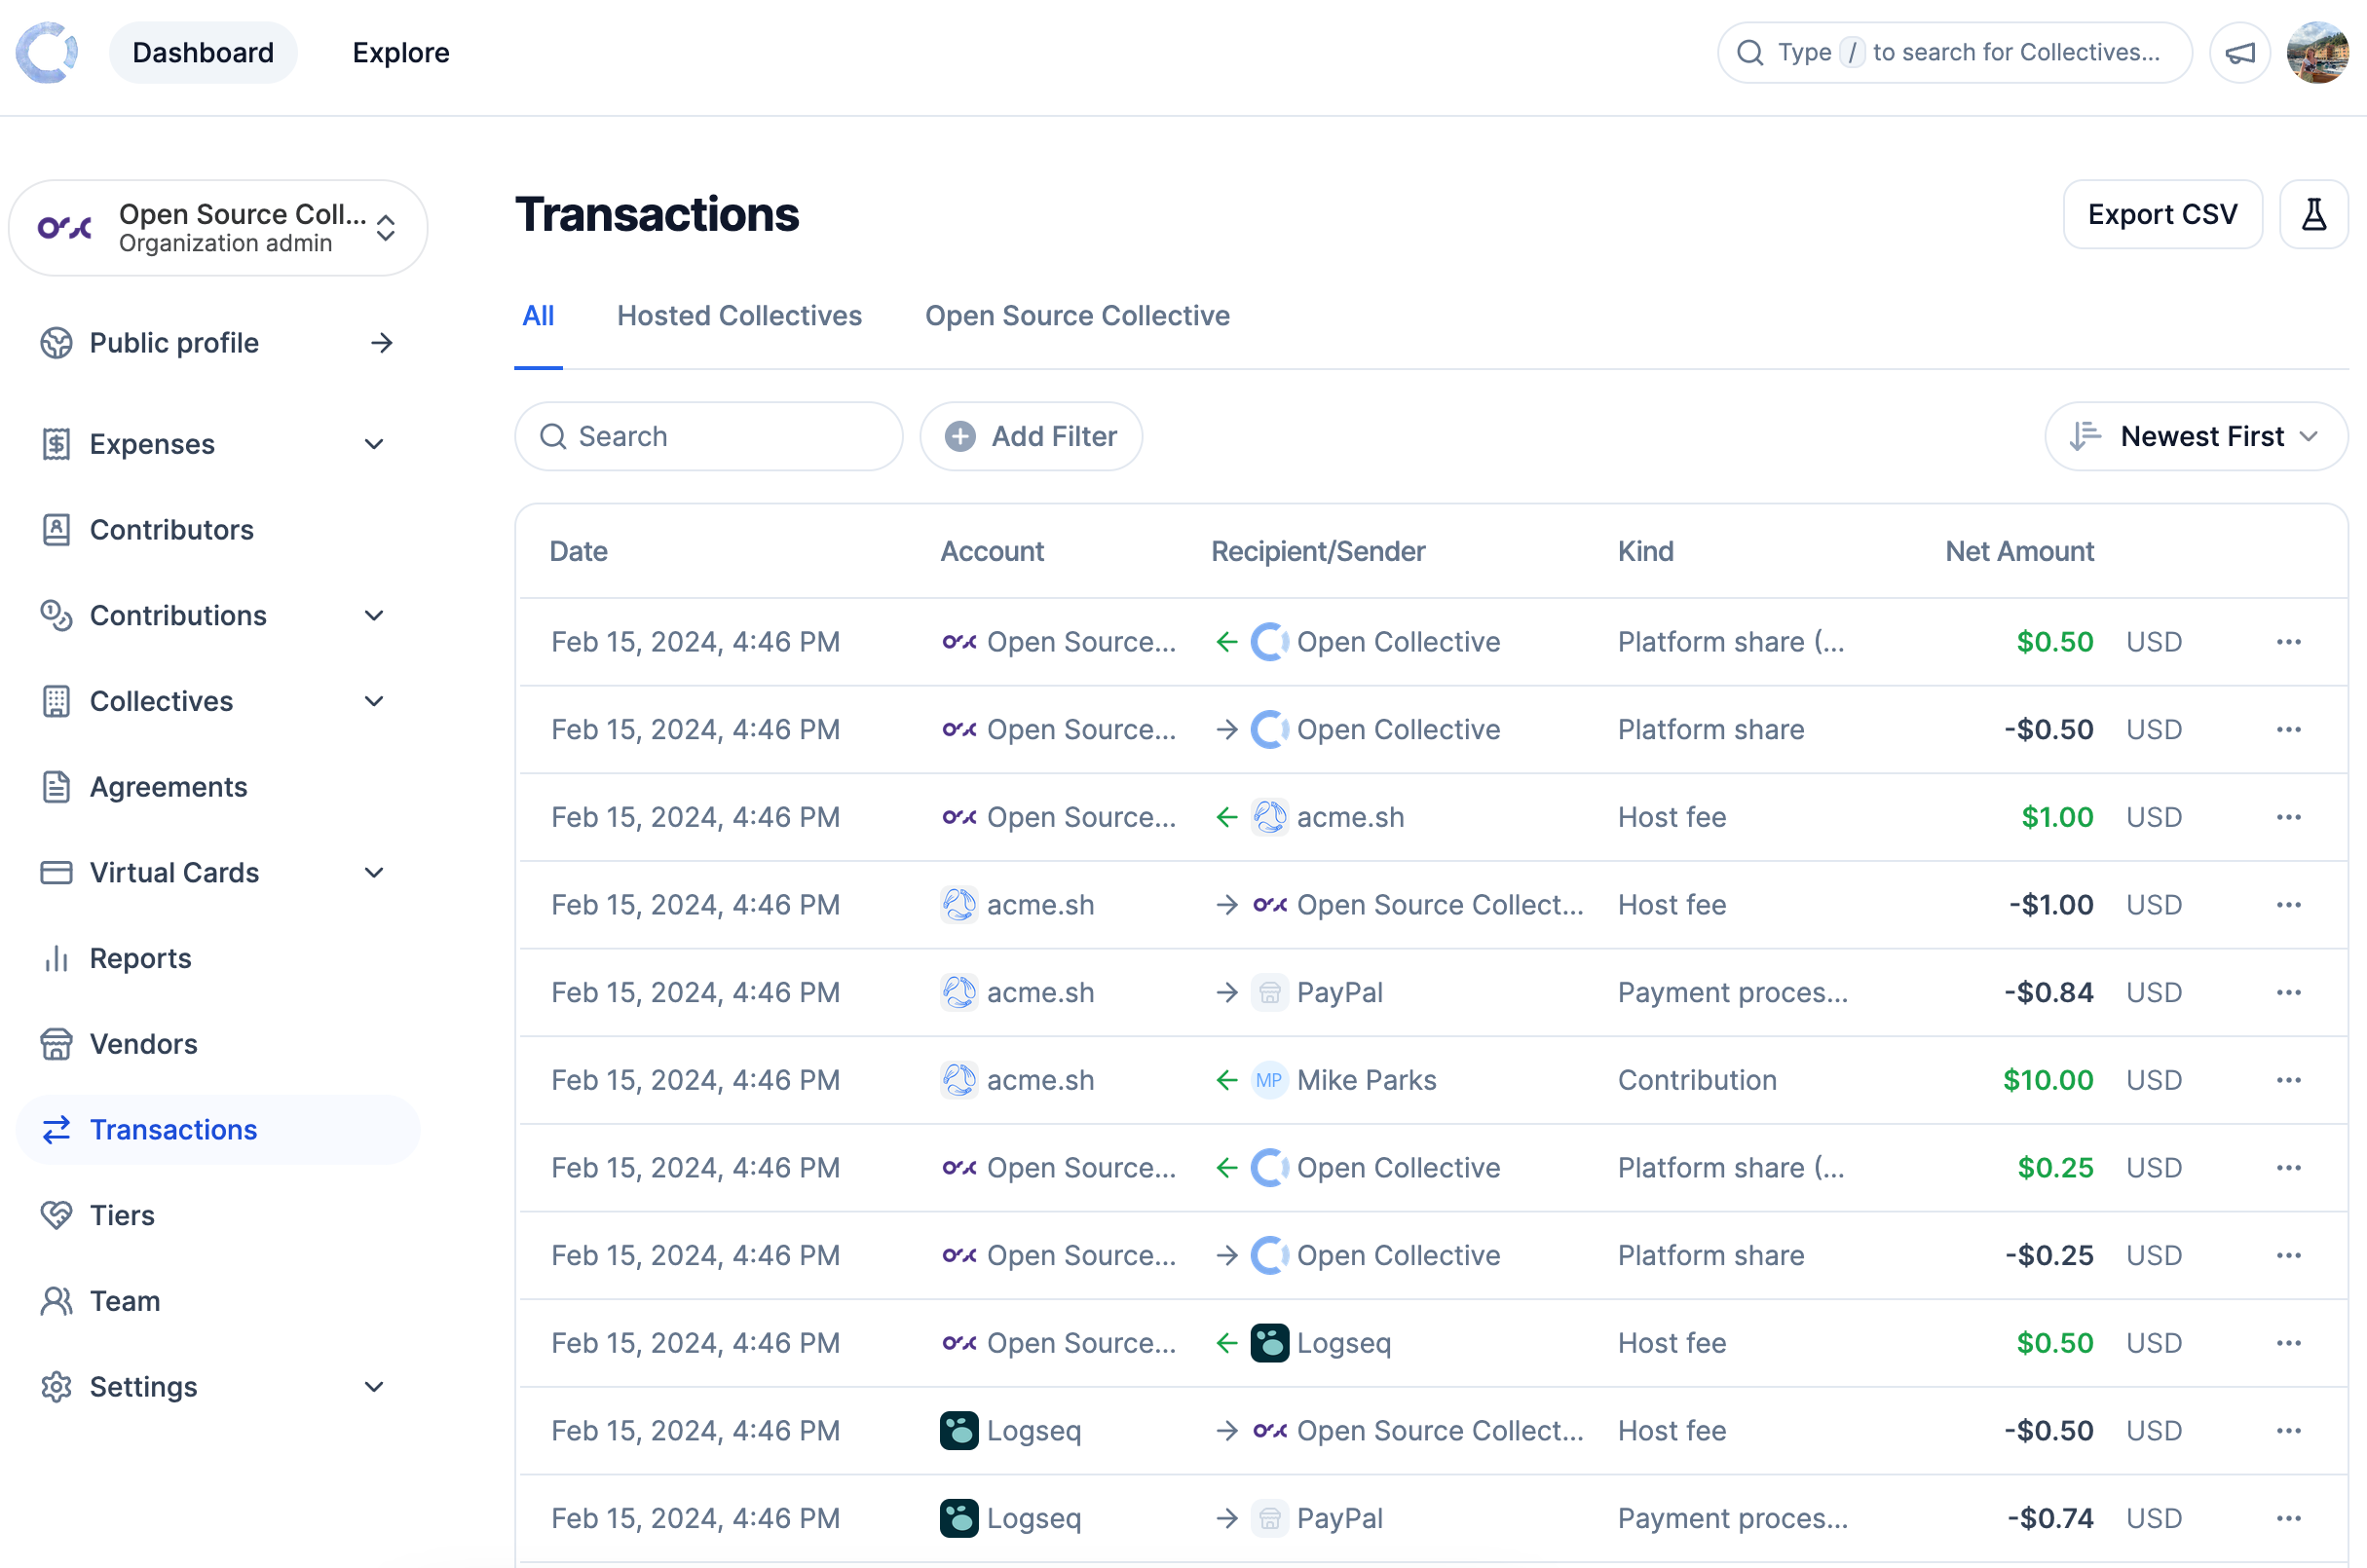 Dashboard Explore Type / to search for Collectives...
Open Source Coll...
Organization admin
Public profile
Expenses
Contributors
Contributions
Collectives
Agreements
Virtual Cards
Reports
Vendors
Transactions
Tiers
Team
Settings
Transactions Export CSV
All Hosted Collectives Open Source Collective
Search Add Filter Newest First
Date Account Recipient/Sender Kind Net Amount
Feb 15, 2024, 4:46 PM Open Source... Open Collective Platform share (... $0.50 USD
Feb 15, 2024, 4:46 PM Open Source... Open Collective Platform share -$0.50 USD
Feb 15, 2024, 4:46 PM Open Source... acme.sh Host fee $1.00 USD
Feb 15, 2024, 4:46 PM acme.sh Open Source Collect... Host fee -$1.00 USD
Feb 15, 2024, 4:46 PM acme.sh PayPal Payment proces... -$0.84 USD
Feb 15, 2024, 4:46 PM acme.sh MP Mike Parks Contribution $10.00 USD
Feb 15, 2024, 4:46 PM Open Source... Open Collective Platform share (... $0.25 USD
Feb 15, 2024, 4:46 PM Open Source... Open Collective Platform share -$0.25 USD
Feb 15, 2024, 4:46 PM Open Source... Logseq Host fee $0.50 USD
Feb 15, 2024, 4:46 PM Logseq Open Source Collect... Host fee -$0.50 USD
Feb 15, 2024, 4:46 PM Logseq PayPal Payment proces... -$0.74 USD